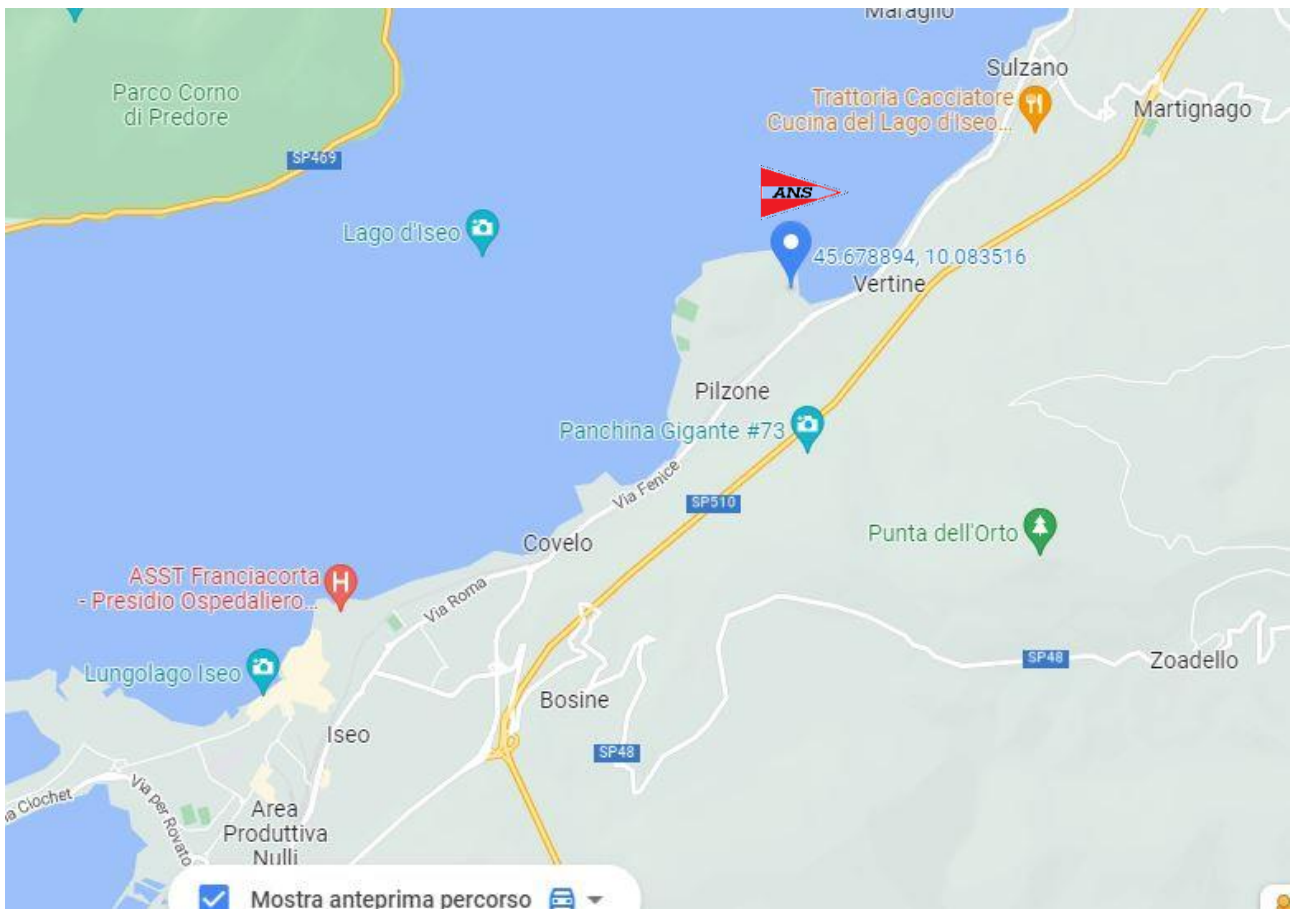 Maraglio
Sulzano
Parco Corno
di Predore
Trattoria Cacciatore
Cucina del Lago d'Iseo...
Martignago
SP469
ANS
Lago d'Iseo
45.678894, 10.083516
Vertine
Pilzone
Panchina Gigante #73
Via Fenice
SP510
Punta dell'Orto
Covelo
ASST Franciacorta
- Presidio Ospedaliero...
H
Via Roma
SP48
Zoadello
Lungolago Iseo
Bosine
Iseo
SP48
Via per Rovato
Ciochet
Area
Produttiva
Nulli
Mostra anteprima percorso